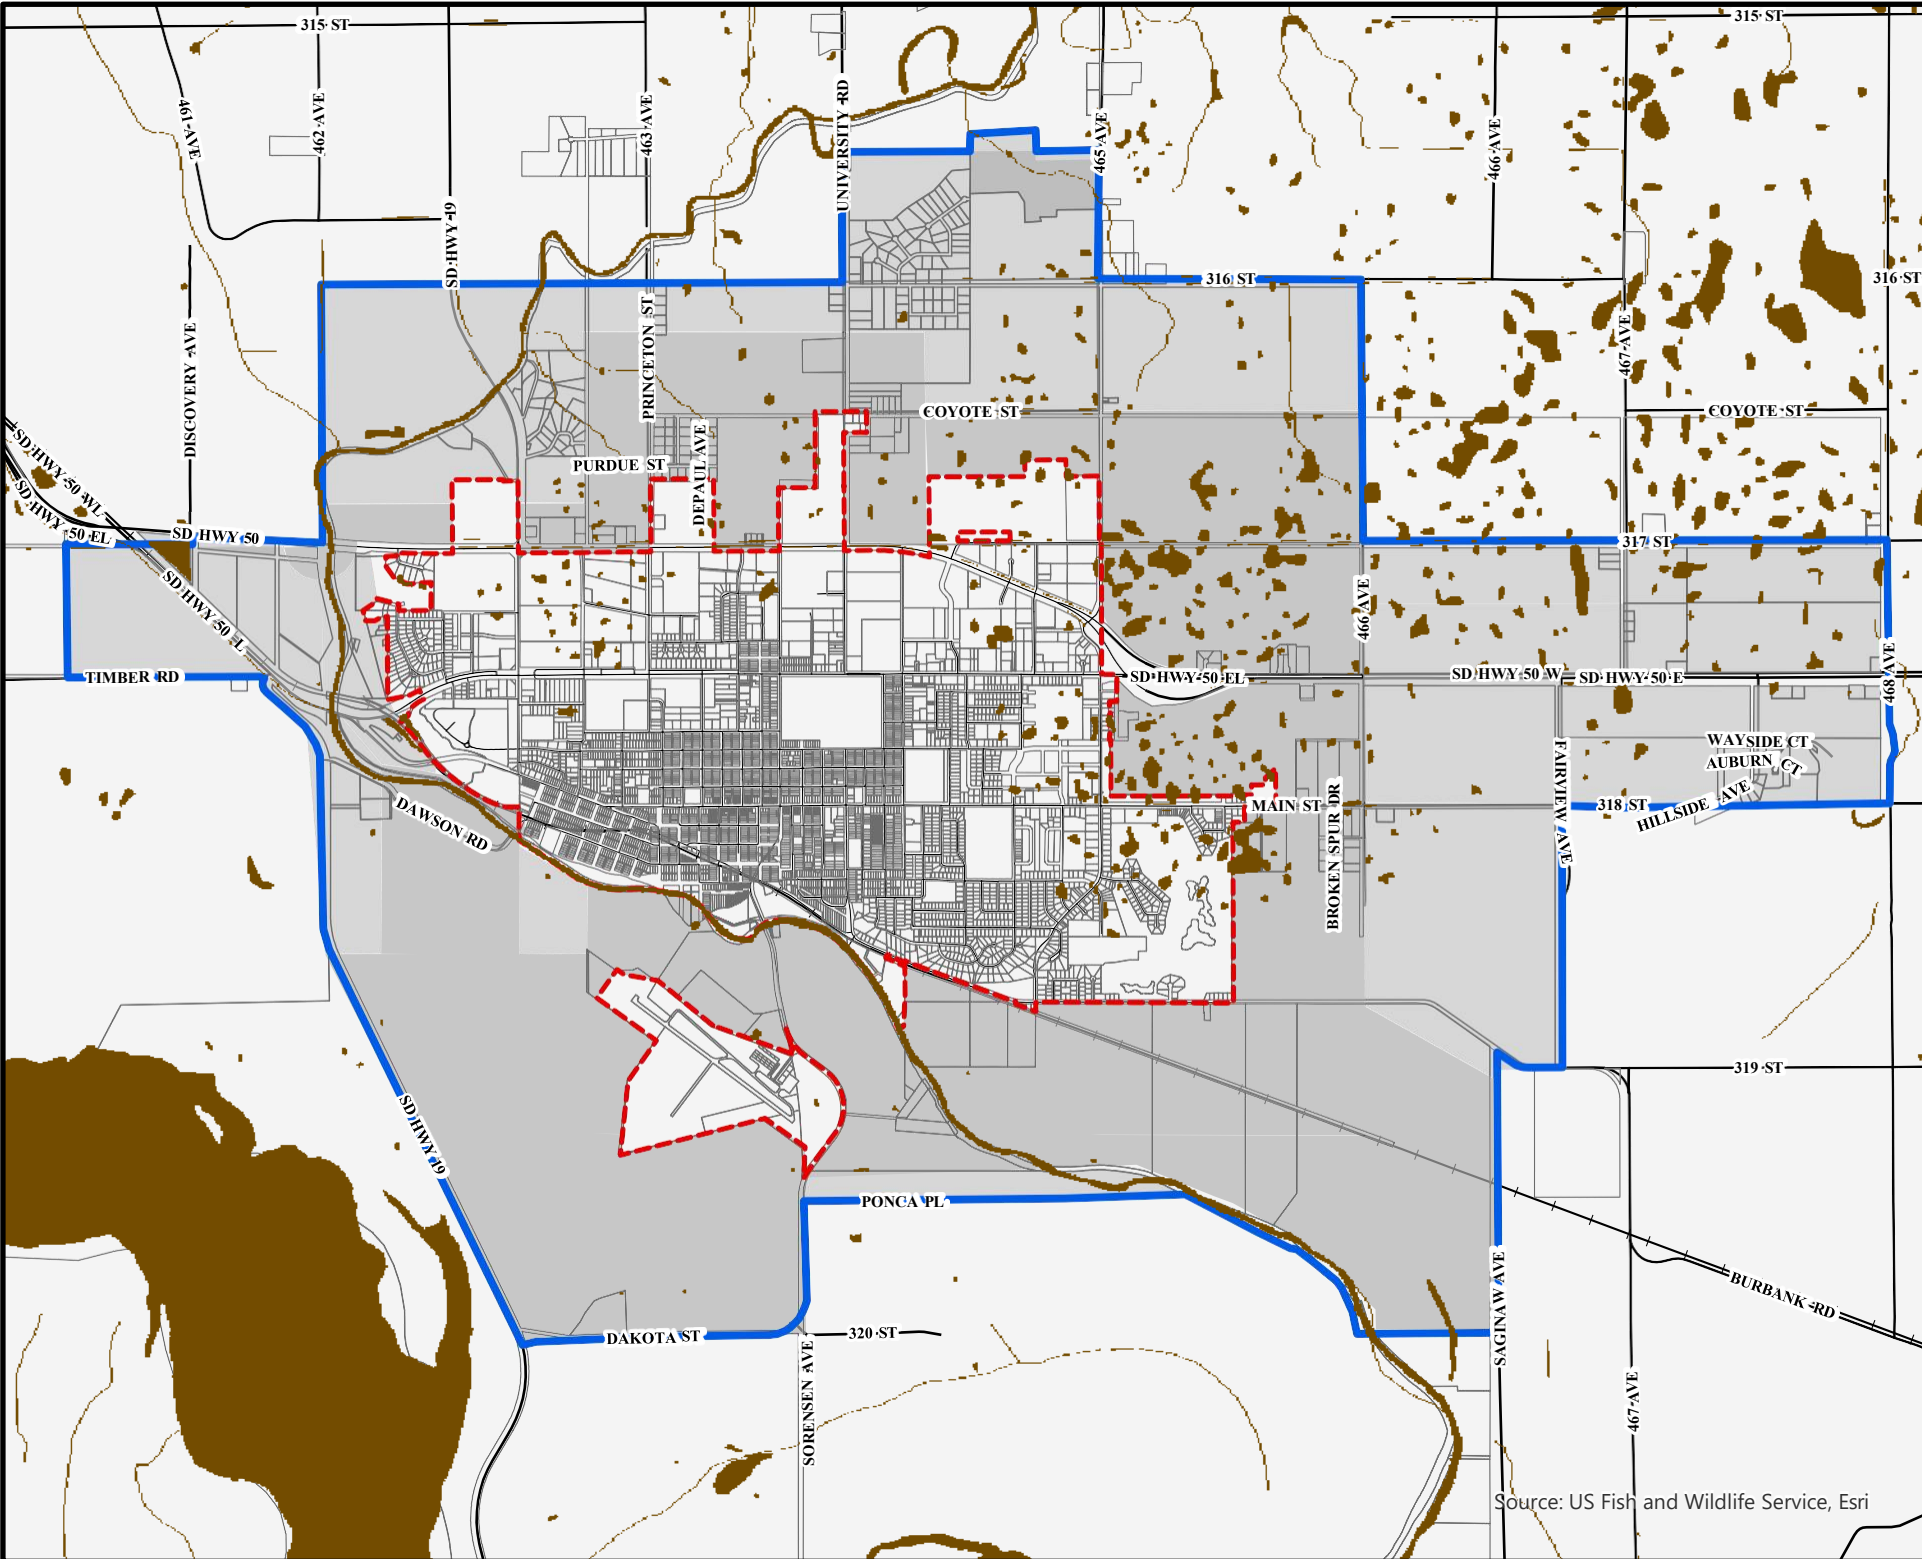 315 ST
315 ST
461 AVE
462 AVE
463 AVE
UNIVERSITY RD
465 AVE
466 AVE
SD HWY 19
316 ST
316 ST
DISCOVERY AVE
PRINCETON ST
467 AVE
COYOTE ST
COYOTE ST
SD HWY 50 WL
PURDUE ST
DEPAUL AVE
SD HWY 50 EL
SD HWY 50
317 ST
SD HWY 50 L
466 AVE
TIMBER RD
SD HWY 50 EL
SD HWY 50 W
SD HWY 50 E
468 AVE
WAYSIDE CT
AUBURN CT
DAWSON RD
MAIN ST
318 ST
HILLSIDE AVE
FAIRVIEW AVE
BROKEN SPUR DR
319 ST
SD HWY 19
PONCA PL
BURBANK RD
SAGINAW AVE
DAKOTA ST
320 ST
SORENSEN AVE
467 AVE
Source: US Fish and Wildlife Service, Esri